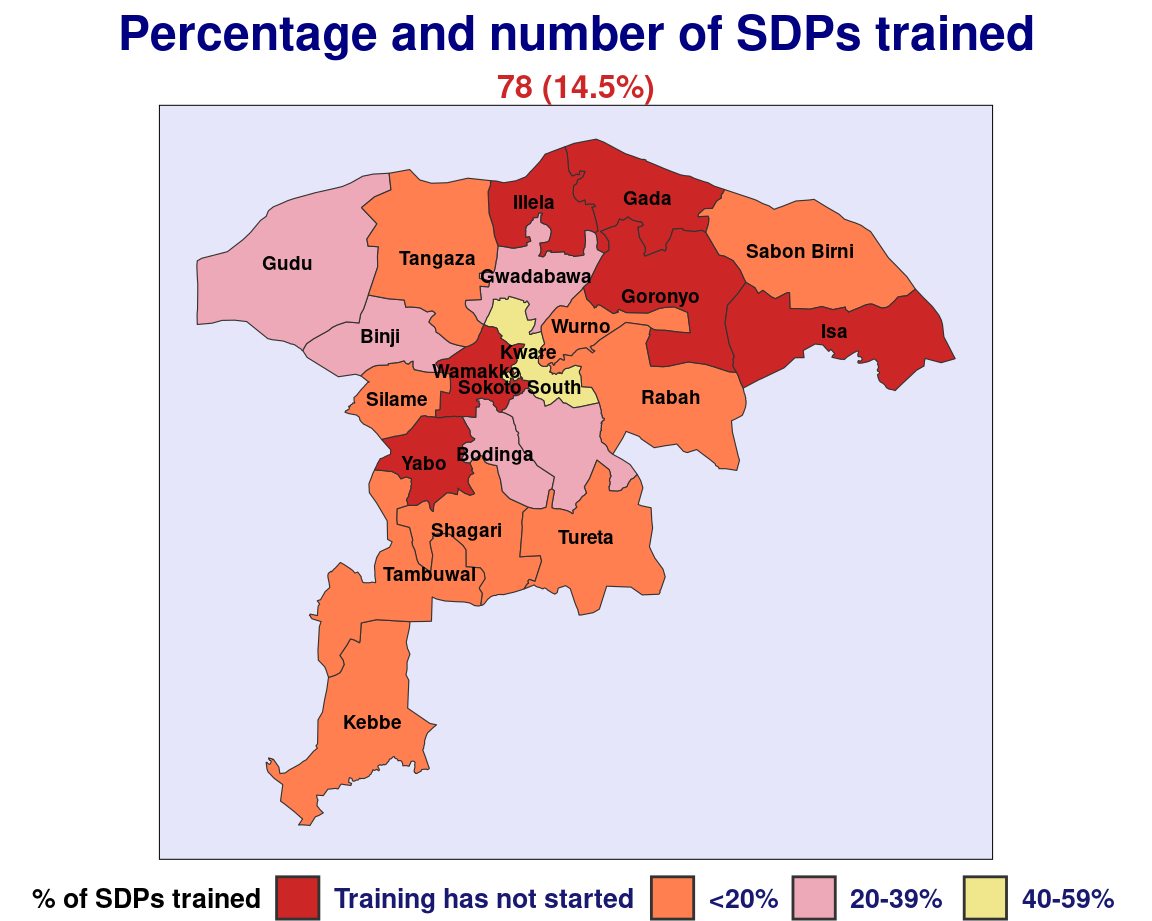 Percentage and number of SDPs trained
78 (14.5%)
Illela
Gada
Sabon Birni
Tangaza
Gudu
Gwadabawa
Goronyo
Wurno
Isa
Binji
Kware
Wamakko
Sokoto South
Silame
Rabah
Bodinga
Yabo
Shagari
Tureta
Tambuwal
Kebbe
% of SDPs trained Training has not started <20% 20-39% 40-59%